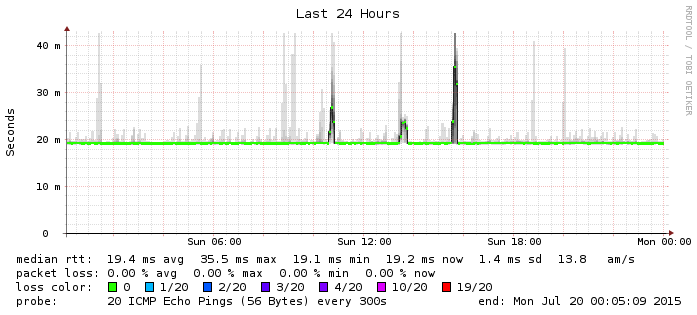 Last 24 Hours
RRDTOOL / TOBI OETIKER
Seconds
40 m
30 m
20 m
10 m
0
Sun 06:00 Sun 12:00 Sun 18:00 Mon 00:00
median rtt: 19.4 ms avg 35.5 ms max 19.1 ms min 19.2 ms now 1.4 ms sd 13.8 am/s
packet loss: 0.00 % avg 0.00 % max 0.00 % min 0.00 % now
loss color: 0 1/20 2/20 3/20 4/20 10/20 19/20
probe: 20 ICMP Echo Pings (56 Bytes) every 300s end: Mon Jul 20 00:05:09 2015